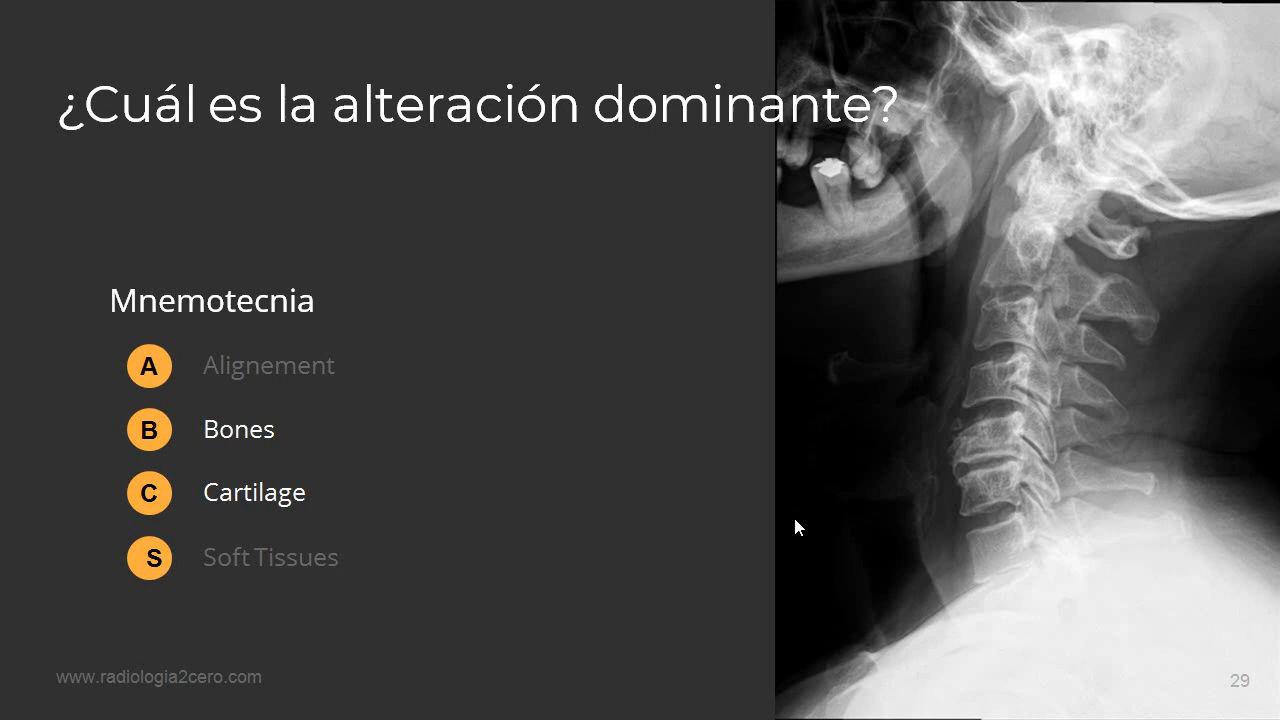 ¿Cuál es la alteración dominante?
Mnemotecnia
A Alignement
B Bones
C Cartilage
S Soft Tissues
www.radiologia2cero.com
29